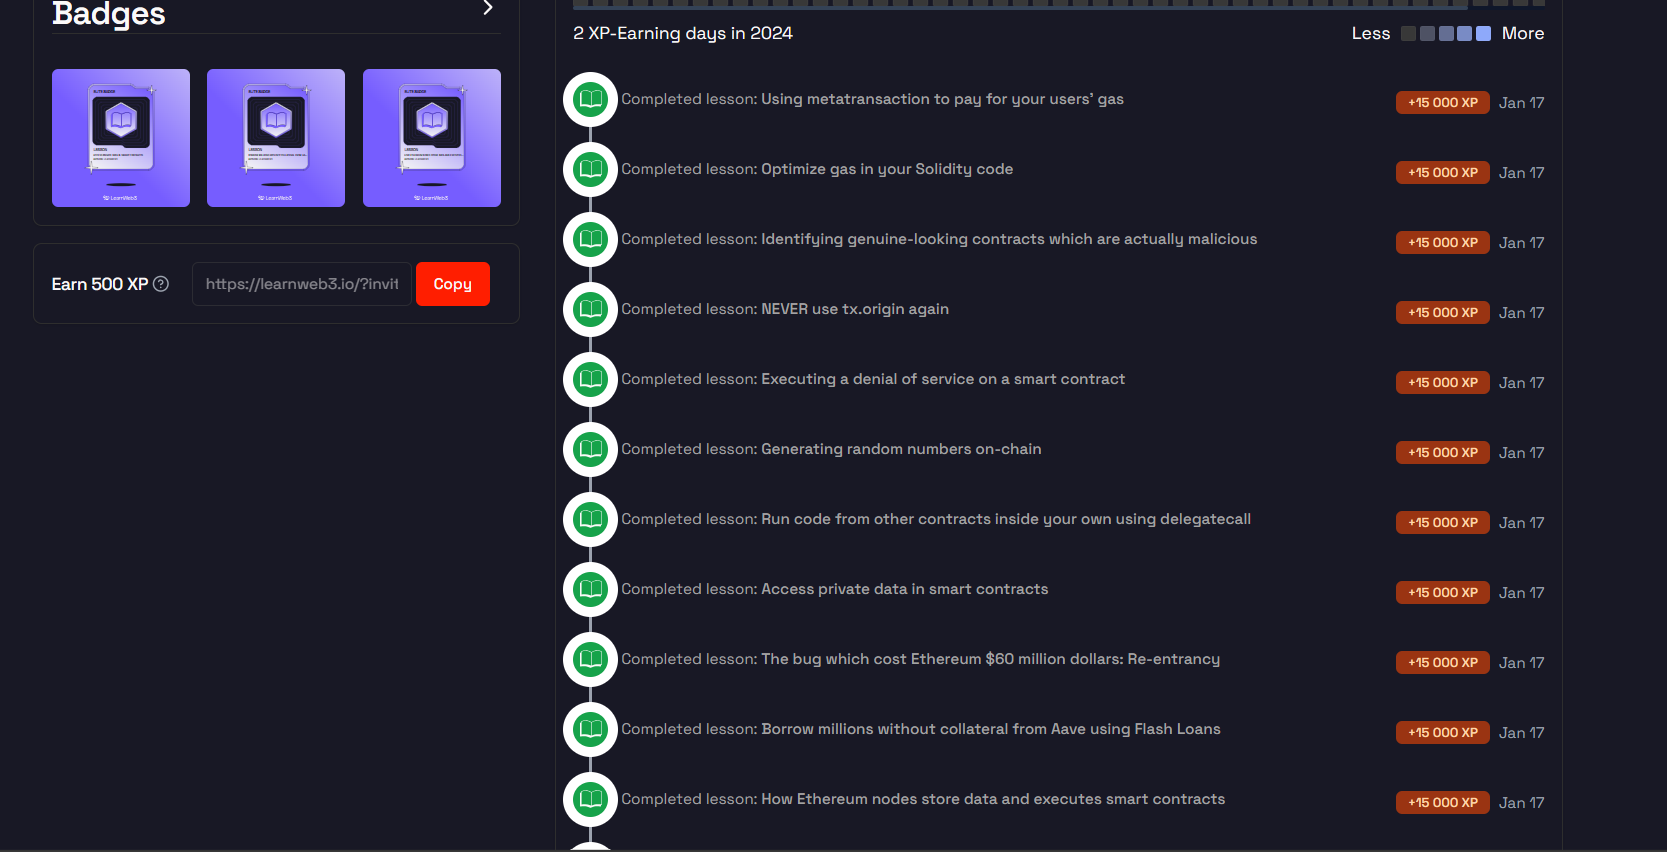 Badges
LearnWeb3
LearnWeb3
LearnWeb3
Earn 500 XP
https://learnweb3.io/?invit
Copy
2 XP-Earning days in 2024
Less
More
Completed lesson: Using metatransaction to pay for your users' gas +15 000 XP Jan 17
Completed lesson: Optimize gas in your Solidity code +15 000 XP Jan 17
Completed lesson: Identifying genuine-looking contracts which are actually malicious +15 000 XP Jan 17
Completed lesson: NEVER use tx.origin again +15 000 XP Jan 17
Completed lesson: Executing a denial of service on a smart contract +15 000 XP Jan 17
Completed lesson: Generating random numbers on-chain +15 000 XP Jan 17
Completed lesson: Run code from other contracts inside your own using delegatecall +15 000 XP Jan 17
Completed lesson: Access private data in smart contracts +15 000 XP Jan 17
Completed lesson: The bug which cost Ethereum $60 million dollars: Re-entrancy +15 000 XP Jan 17
Completed lesson: Borrow millions without collateral from Aave using Flash Loans +15 000 XP Jan 17
Completed lesson: How Ethereum nodes store data and executes smart contracts +15 000 XP Jan 17